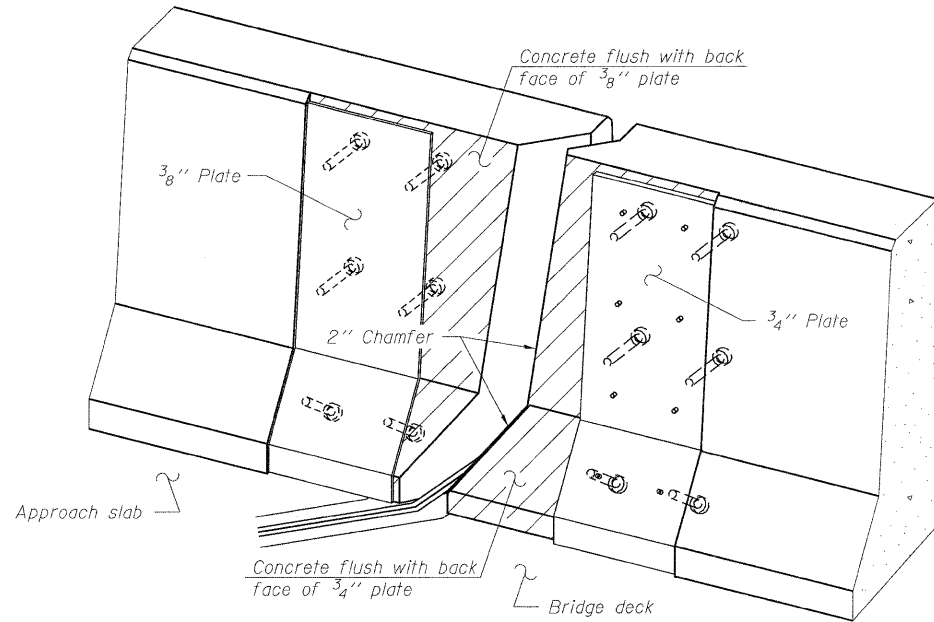 Concrete flush with back
face of 3/8" plate
3/8" Plate
2" Chamfer
3/4" Plate
Approach slab
Concrete flush with back
face of 3/4" plate
Bridge deck